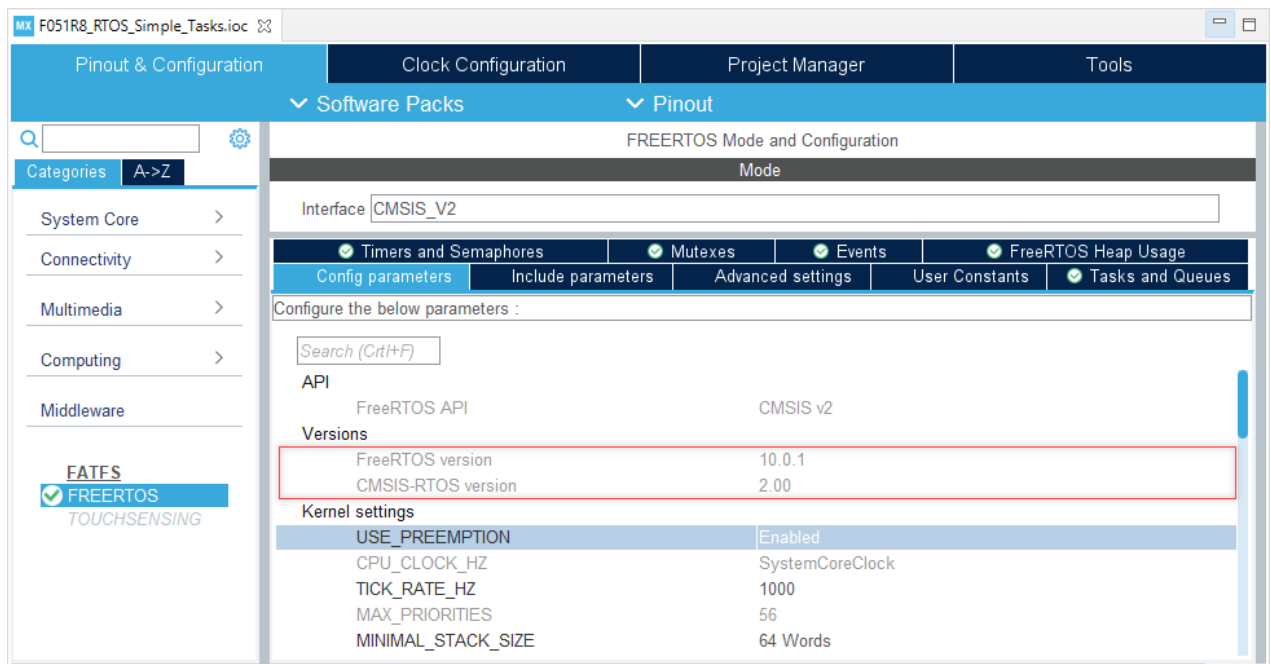 MX F051R8_RTOS_Simple_Tasks.ioc
Pinout & Configuration Clock Configuration Project Manager Tools
Software Packs Pinout
FREERTOS Mode and Configuration
Mode
Categories A->Z
Interface CMSIS_V2
System Core
Connectivity
Multimedia
Computing
Middleware
FATFS
FREERTOS
TOUCHSENSING
Timers and Semaphores Mutexes Events FreeRTOS Heap Usage
Config parameters Include parameters Advanced settings User Constants Tasks and Queues
Configure the below parameters :
Search (Crtl+F)
API
FreeRTOS API CMSIS v2
Versions
FreeRTOS version 10.0.1
CMSIS-RTOS version 2.00
Kernel settings
USE_PREEMPTION Enabled
CPU_CLOCK_HZ SystemCoreClock
TICK_RATE_HZ 1000
MAX_PRIORITIES 56
MINIMAL_STACK_SIZE 64 Words